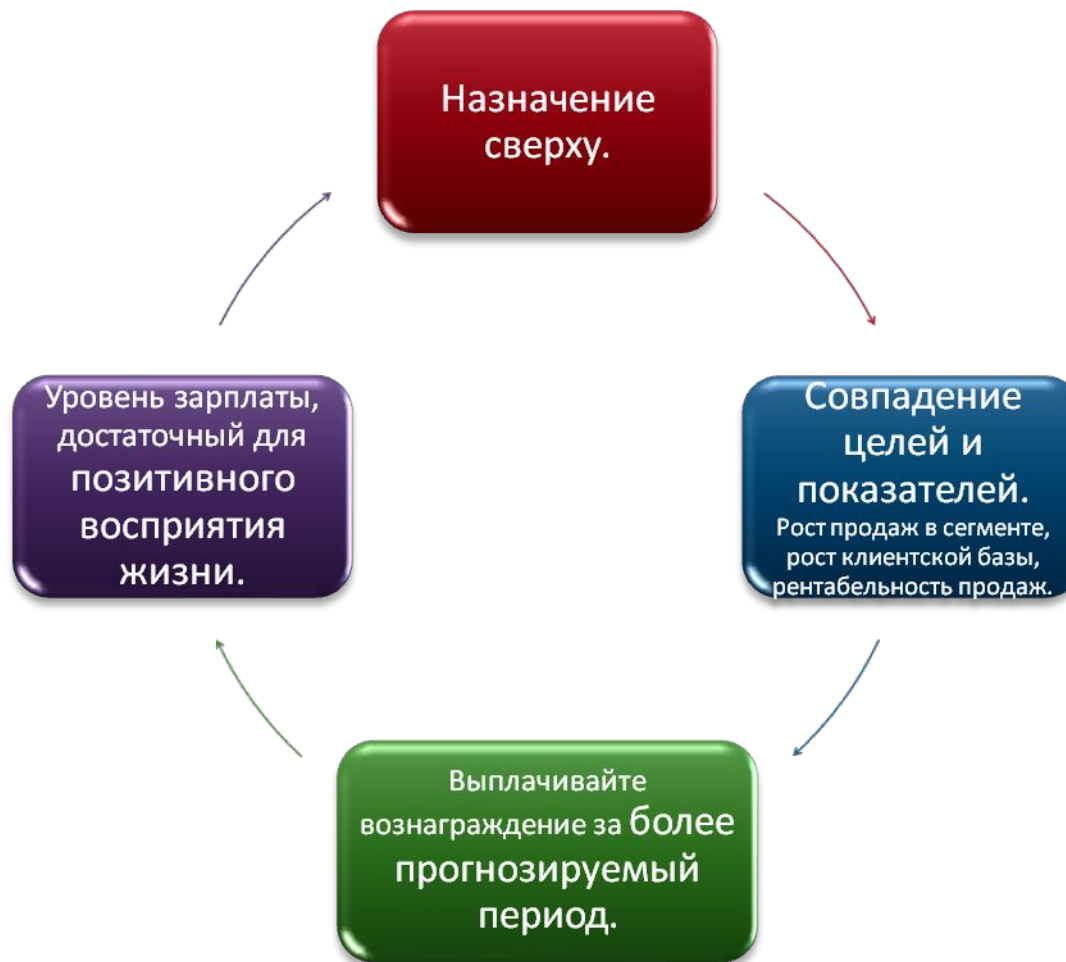 Назначение
сверху.
Совпадение
целей и
показателей.
Рост продаж в сегменте,
рост клиентской базы,
рентабельность продаж.
Выплачивайте
вознаграждение за более
прогнозируемый
период.
Уровень зарплаты,
достаточный для
позитивного
восприятия
жизни.